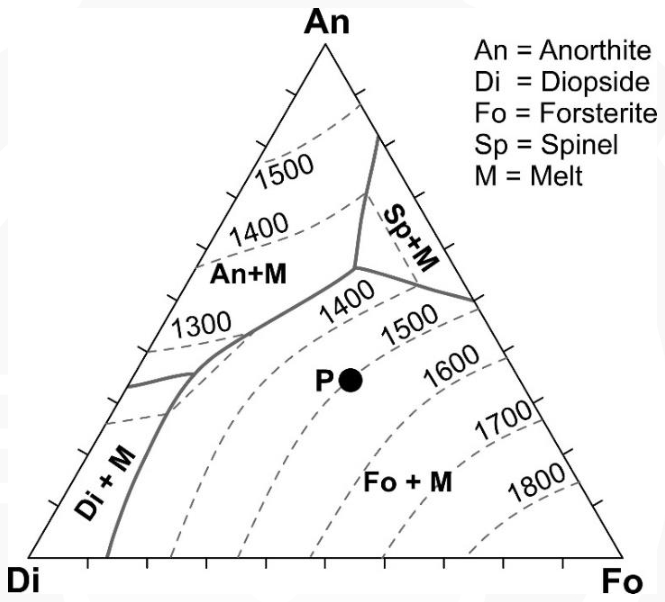 An
An = Anorthite
Di = Diopside
Fo = Forsterite
Sp = Spinel
M = Melt
1500
1400
Sp+M
An+M
1300
1400
1500
P
1600
1700
Di + M
Fo + M
1800
Di
Fo